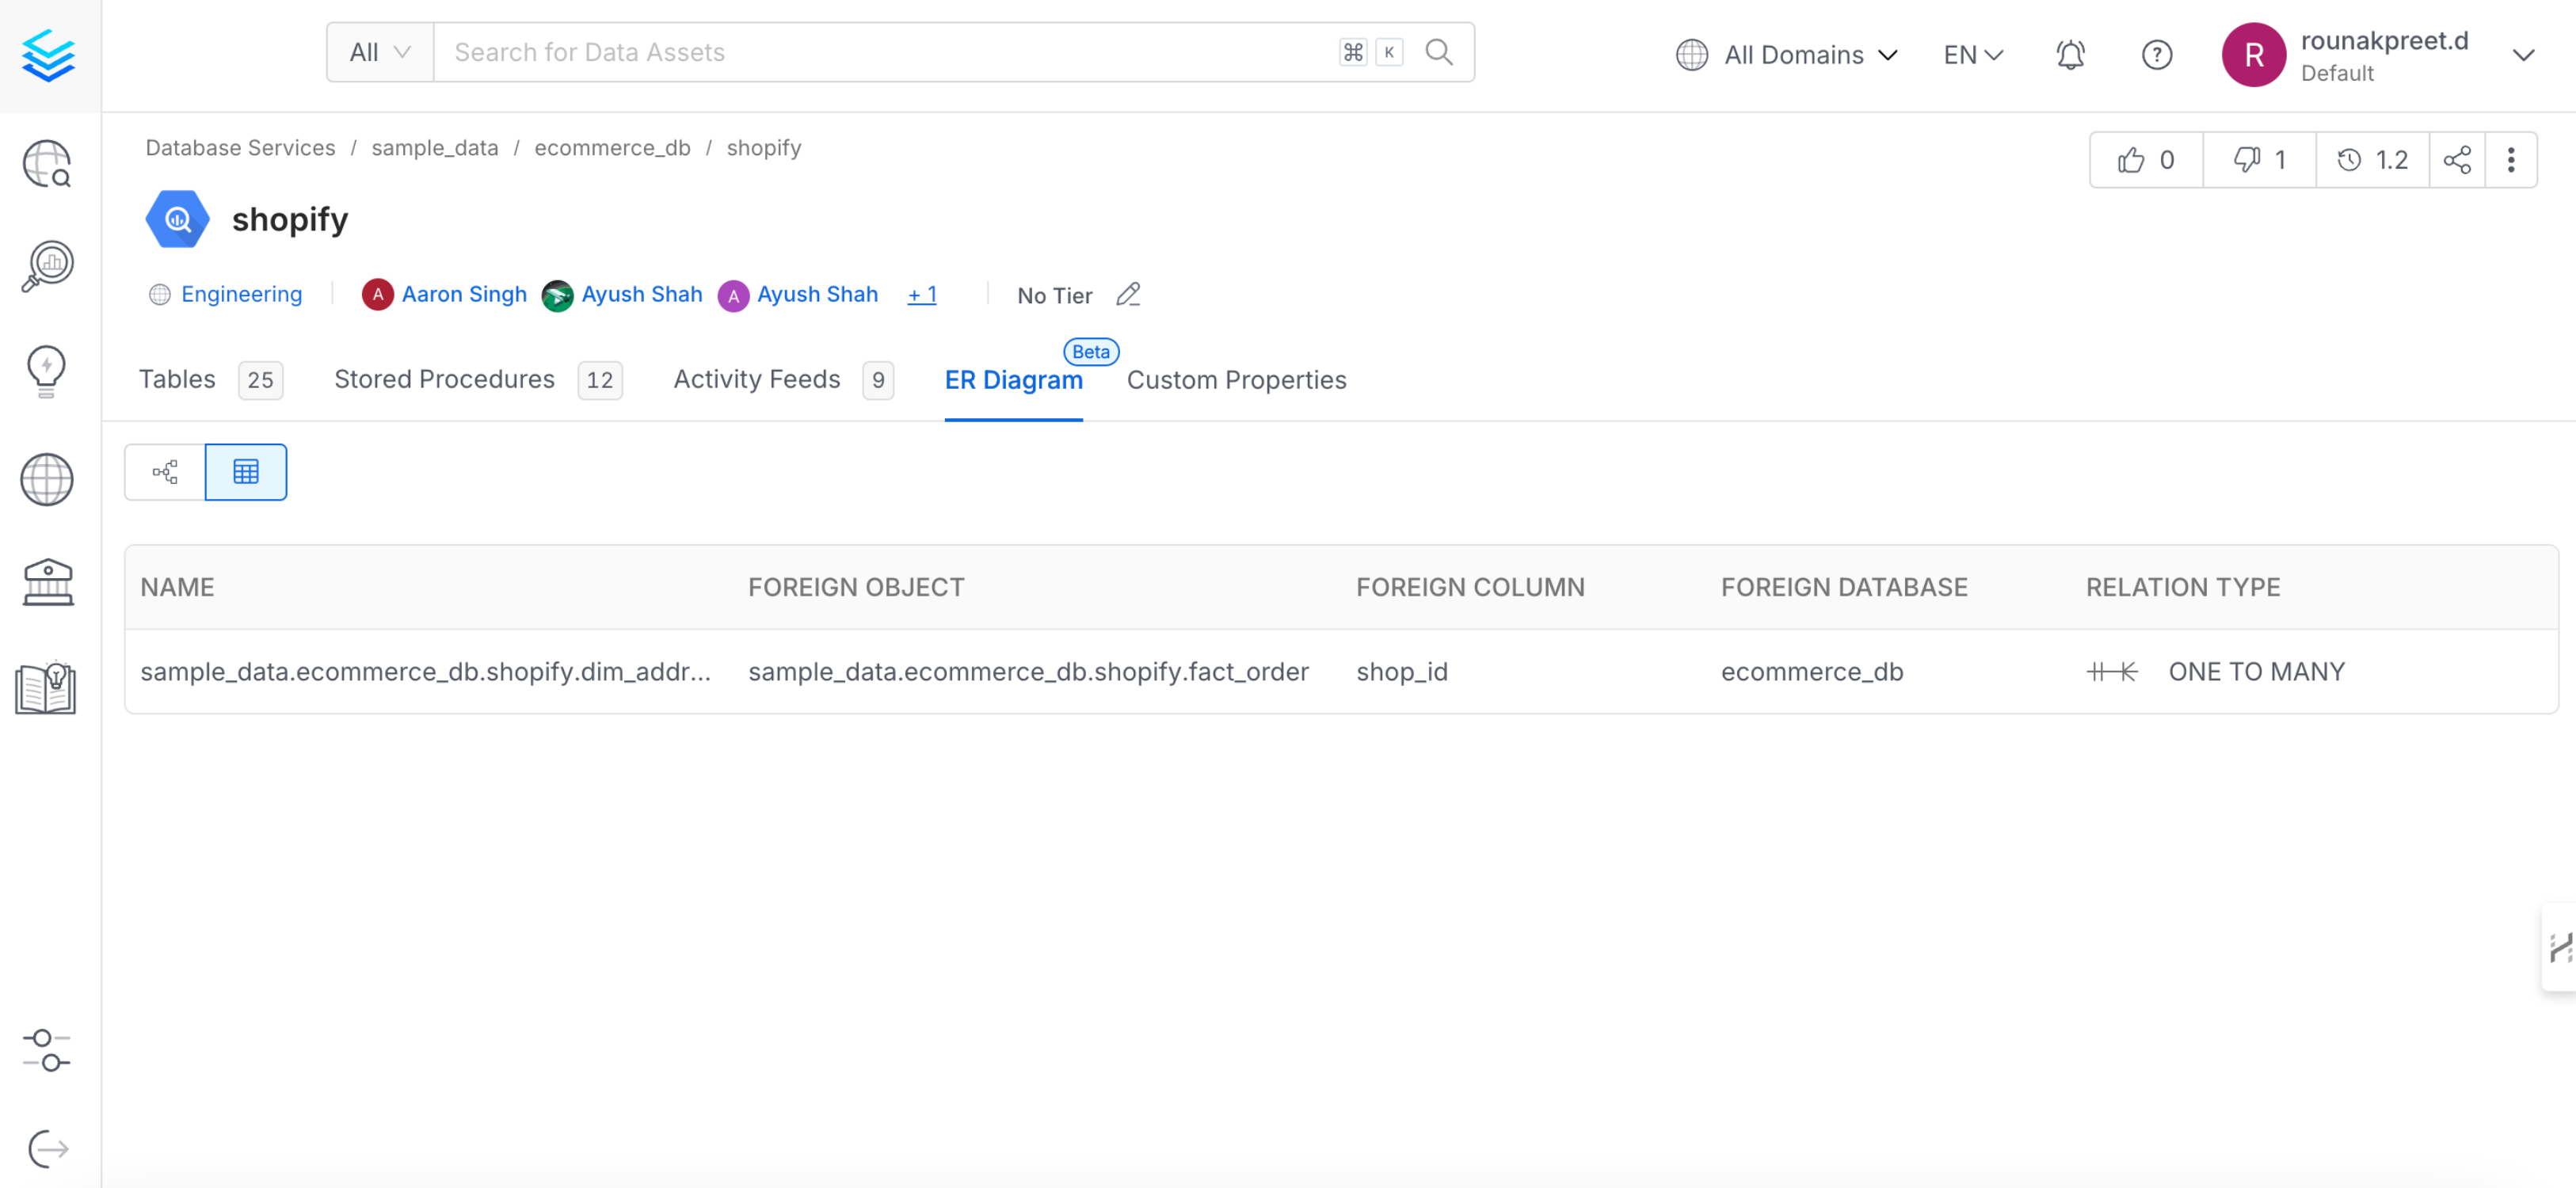 All Search for Data Assets ⌘ K All Domains EN R rounakpreet.d
Default
Database Services / sample_data / ecommerce_db / shopify
0 1 1.2
shopify
Engineering A Aaron Singh Ayush Shah A Ayush Shah + 1 No Tier
Beta
Tables 25 Stored Procedures 12 Activity Feeds 9 ER Diagram Custom Properties
NAME FOREIGN OBJECT FOREIGN COLUMN FOREIGN DATABASE RELATION TYPE
sample_data.ecommerce_db.shopify.dim_addr... sample_data.ecommerce_db.shopify.fact_order shop_id ecommerce_db ONE TO MANY